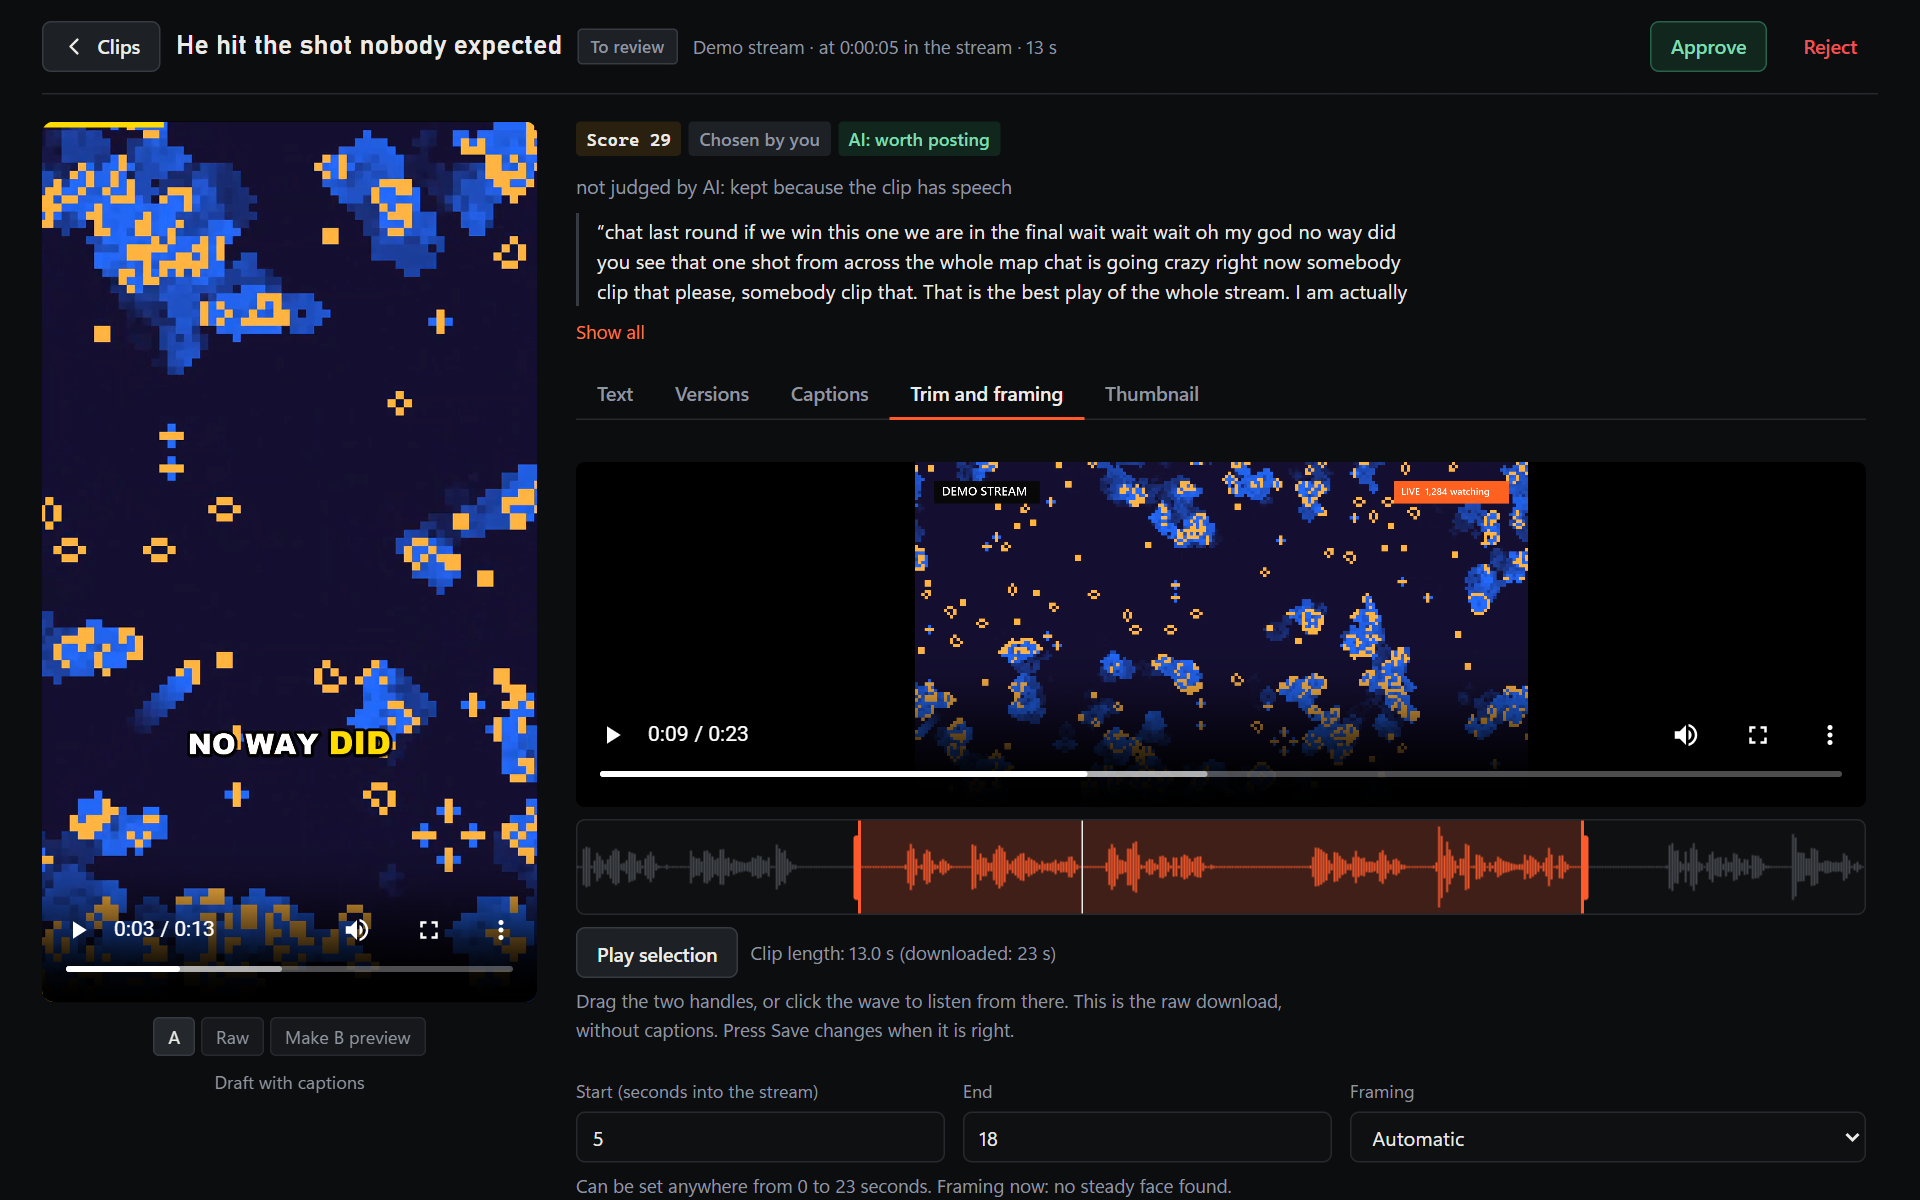 Clips
He hit the shot nobody expected
To review
Demo stream · at 0:00:05 in the stream · 13 s
Approve
Reject
NO WAY DID
0:03 / 0:13
A
Raw
Make B preview
Draft with captions
Score 29
Chosen by you
AI: worth posting
not judged by AI: kept because the clip has speech
“chat last round if we win this one we are in the final wait wait wait oh my god no way did
you see that one shot from across the whole map chat is going crazy right now somebody
clip that please, somebody clip that. That is the best play of the whole stream. I am actually
Show all
Text
Versions
Captions
Trim and framing
Thumbnail
DEMO STREAM
LIVE 1,284 watching
0:09 / 0:23
Play selection
Clip length: 13.0 s (downloaded: 23 s)
Drag the two handles, or click the wave to listen from there. This is the raw download,
without captions. Press Save changes when it is right.
Start (seconds into the stream)
End
Framing
5
18
Automatic
Can be set anywhere from 0 to 23 seconds. Framing now: no steady face found.